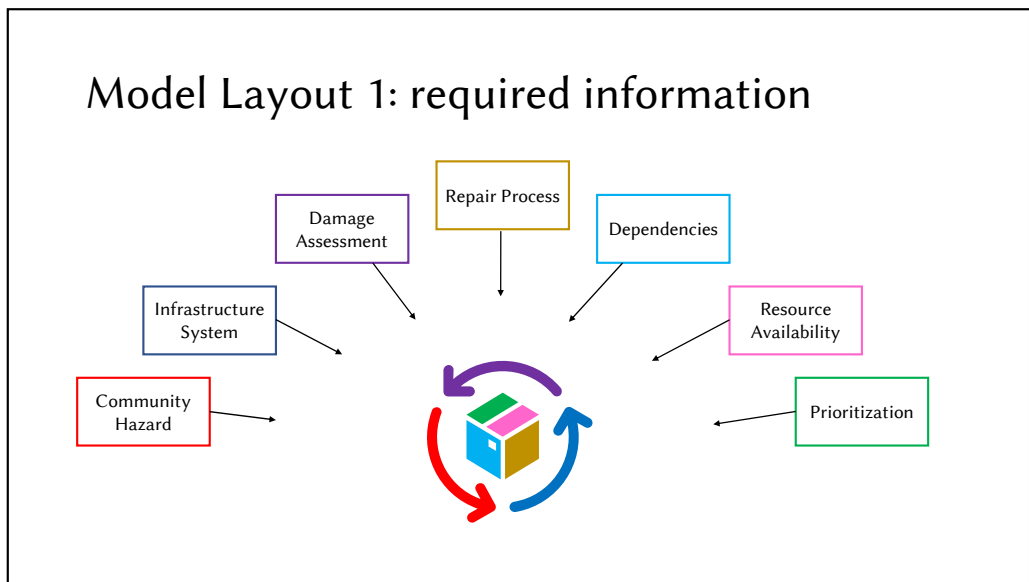 Model Layout 1: required information
Repair Process
Damage
Assessment
Dependencies
Infrastructure
System
Resource
Availability
Community
Hazard
Prioritization